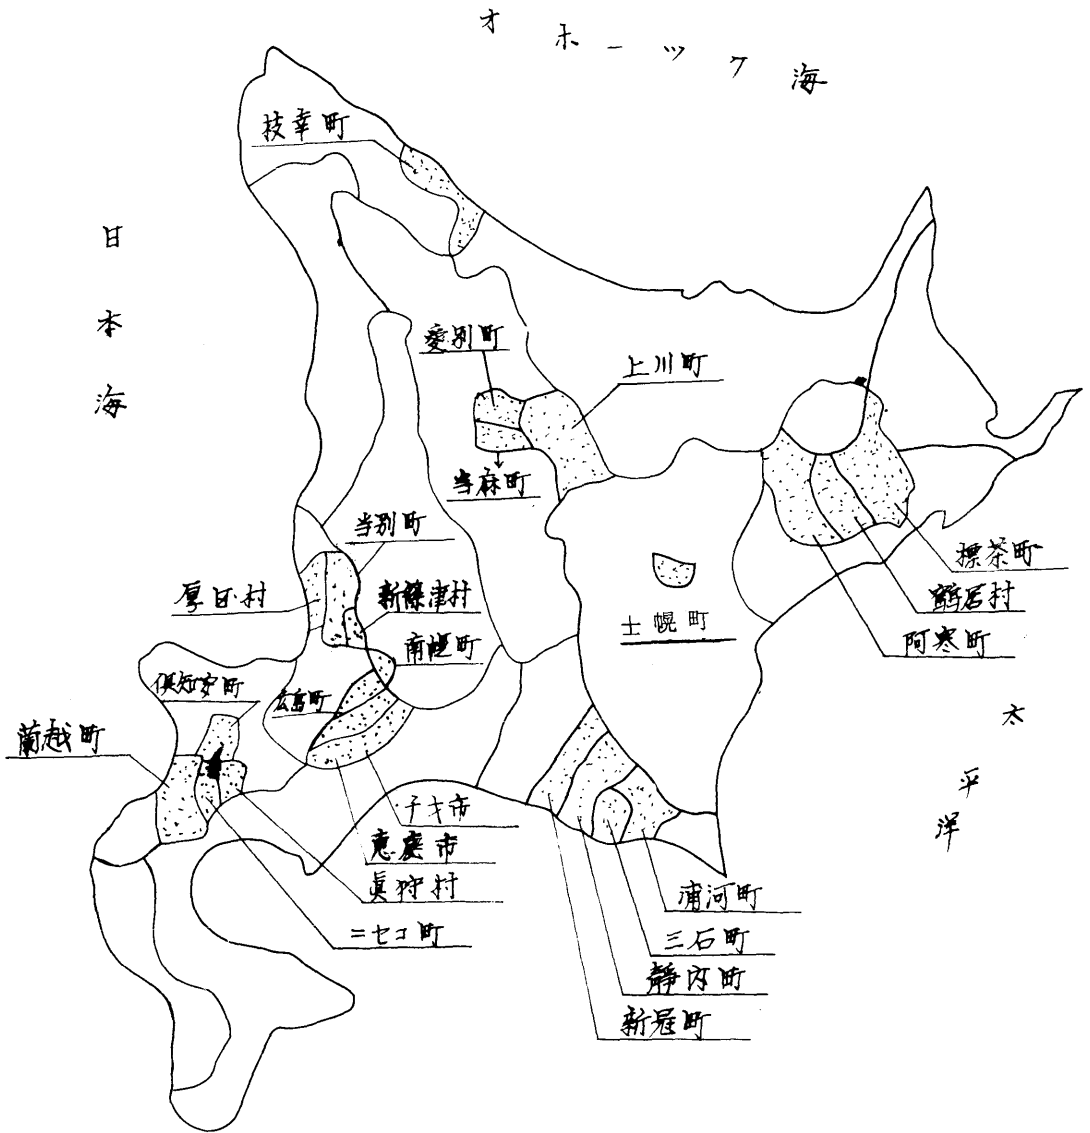 オホーツク海
枝幸町
日本海
愛別町
上川町
当麻町
当別町
標茶町
厚田村
新篠津村
鶴居村
士幌町
南幌町
阿寒町
倶知安町
広島町
蘭越町
太平洋
千才市
恵庭市
真狩村
浦河町
ニセコ町
三石町
静内町
新冠町